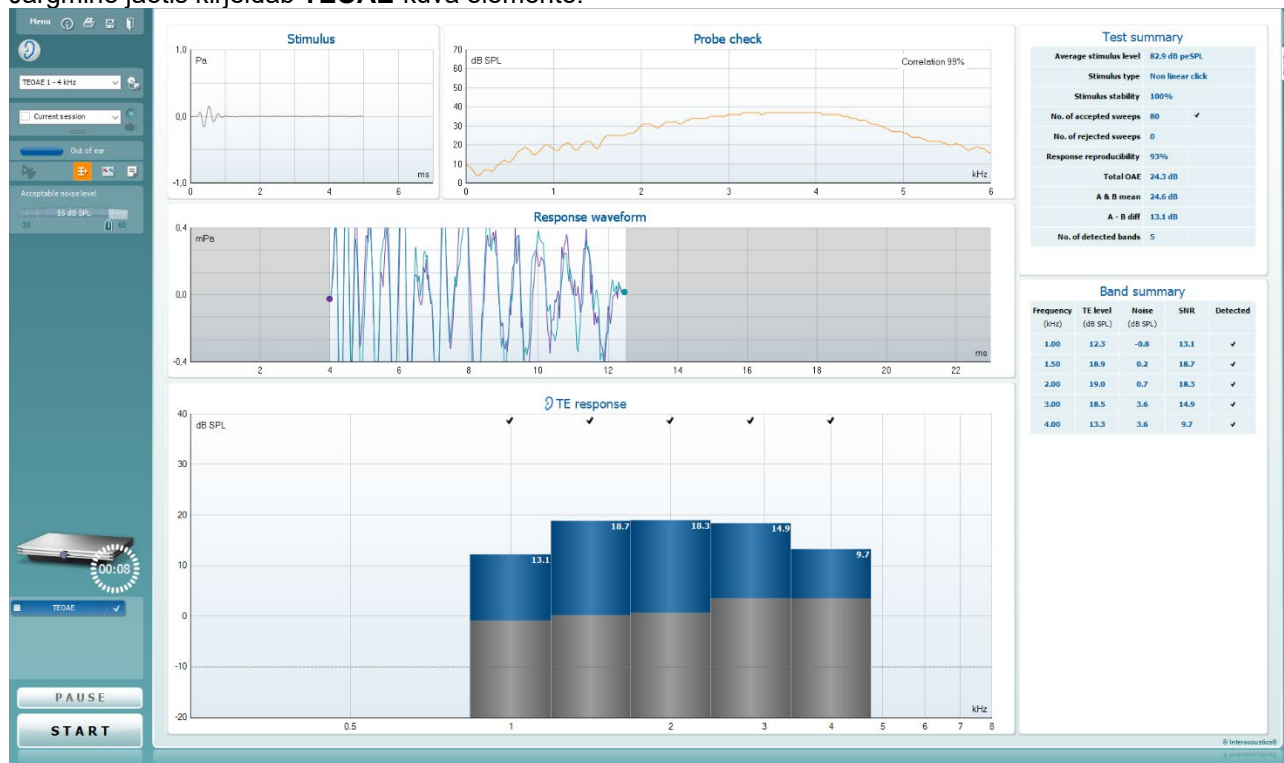 Järgmine jaotis kirjeldab TEOAE-kuva elemente.
Menu
TEOAE 1 - 4 kHz
Current session
Out of ear
Acceptable noise level
55 dB SPL
30 60
00:08
TEOAE
PAUSE
START
Stimulus
1,0
Pa
0,0
-1,0
ms
0 2 4 6
Probe check
70
dB SPL
Correlation 99%
60
50
40
30
20
10
0
kHz
0 1 2 3 4 5 6
Response waveform
0.4
mPa
0,0
-0.4
ms
2 4 6 8 10 12 14 16 18 20 22
TE response
40
dB SPL
30
20
10
0
-10
-20
13.1 18.7 18.3 14.9 9.7
kHz
0.5 1 2 3 4 5 6 7 8
Test summary
Average stimulus level 82.9 dB peSPL
Stimulus type Non linear click
Stimulus stability 100%
No. of accepted sweeps 80 ✓
No. of rejected sweeps 0
Response reproducibility 93%
Total OAE 24.3 dB
A & B mean 24.6 dB
A - B diff 13.1 dB
No. of detected bands 5
Band summary
Frequency TE level Noise SNR Detected
(kHz) (dB SPL) (dB SPL)
1.00 12.3 -0.8 13.1 ✓
1.50 18.9 0.2 18.7 ✓
2.00 19.0 0.7 18.3 ✓
3.00 18.5 3.6 14.9 ✓
4.00 13.3 3.6 9.7 ✓
® Interacoustics®